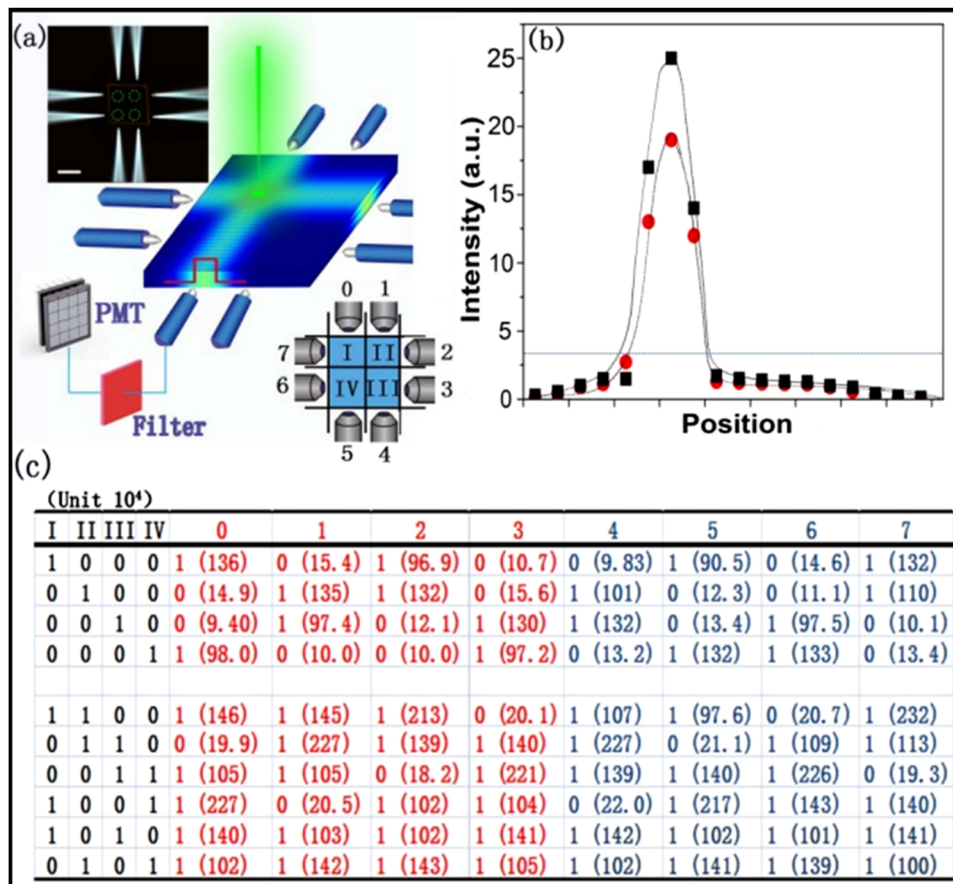 (a)
PMT
Filter
0 1
7 I II 2
6 IV III 3
5 4
(b)
25
20
15
10
5
0
Intensity (a.u.)
Position
(c)
(Unit 10⁴)
I II III IV 0 1 2 3 4 5 6 7
1 0 0 0 1 (136) 0 (15.4) 1 (96.9) 0 (10.7) 0 (9.83) 1 (90.5) 0 (14.6) 1 (132)
0 1 0 0 0 (14.9) 1 (135) 1 (132) 0 (15.6) 1 (101) 0 (12.3) 0 (11.1) 1 (110)
0 0 1 0 0 (9.40) 1 (97.4) 0 (12.1) 1 (130) 1 (132) 0 (13.4) 1 (97.5) 0 (10.1)
0 0 0 1 1 (98.0) 0 (10.0) 0 (10.0) 1 (97.2) 0 (13.2) 1 (132) 1 (133) 0 (13.4)
1 1 0 0 1 (146) 1 (145) 1 (213) 0 (20.1) 1 (107) 1 (97.6) 0 (20.7) 1 (232)
0 1 1 0 0 (19.9) 1 (227) 1 (139) 1 (140) 1 (227) 0 (21.1) 1 (109) 1 (113)
0 0 1 1 1 (105) 1 (105) 0 (18.2) 1 (221) 1 (139) 1 (140) 1 (226) 0 (19.3)
1 0 0 1 1 (227) 0 (20.5) 1 (102) 1 (104) 0 (22.0) 1 (217) 1 (143) 1 (140)
1 0 1 0 1 (140) 1 (103) 1 (102) 1 (141) 1 (142) 1 (102) 1 (101) 1 (141)
0 1 0 1 1 (102) 1 (142) 1 (143) 1 (105) 1 (102) 1 (141) 1 (139) 1 (100)